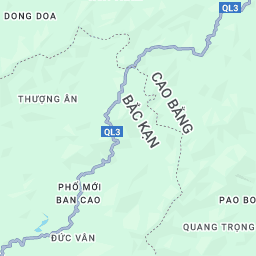 DONG DOA
QL3
THƯỢNG ÂN
BẮC KẠN
CAO BẰNG
QL3
PHỐ MỚI
BAN CAO
PAO BO
QUANG TRỌNG
ĐỨC VÂN